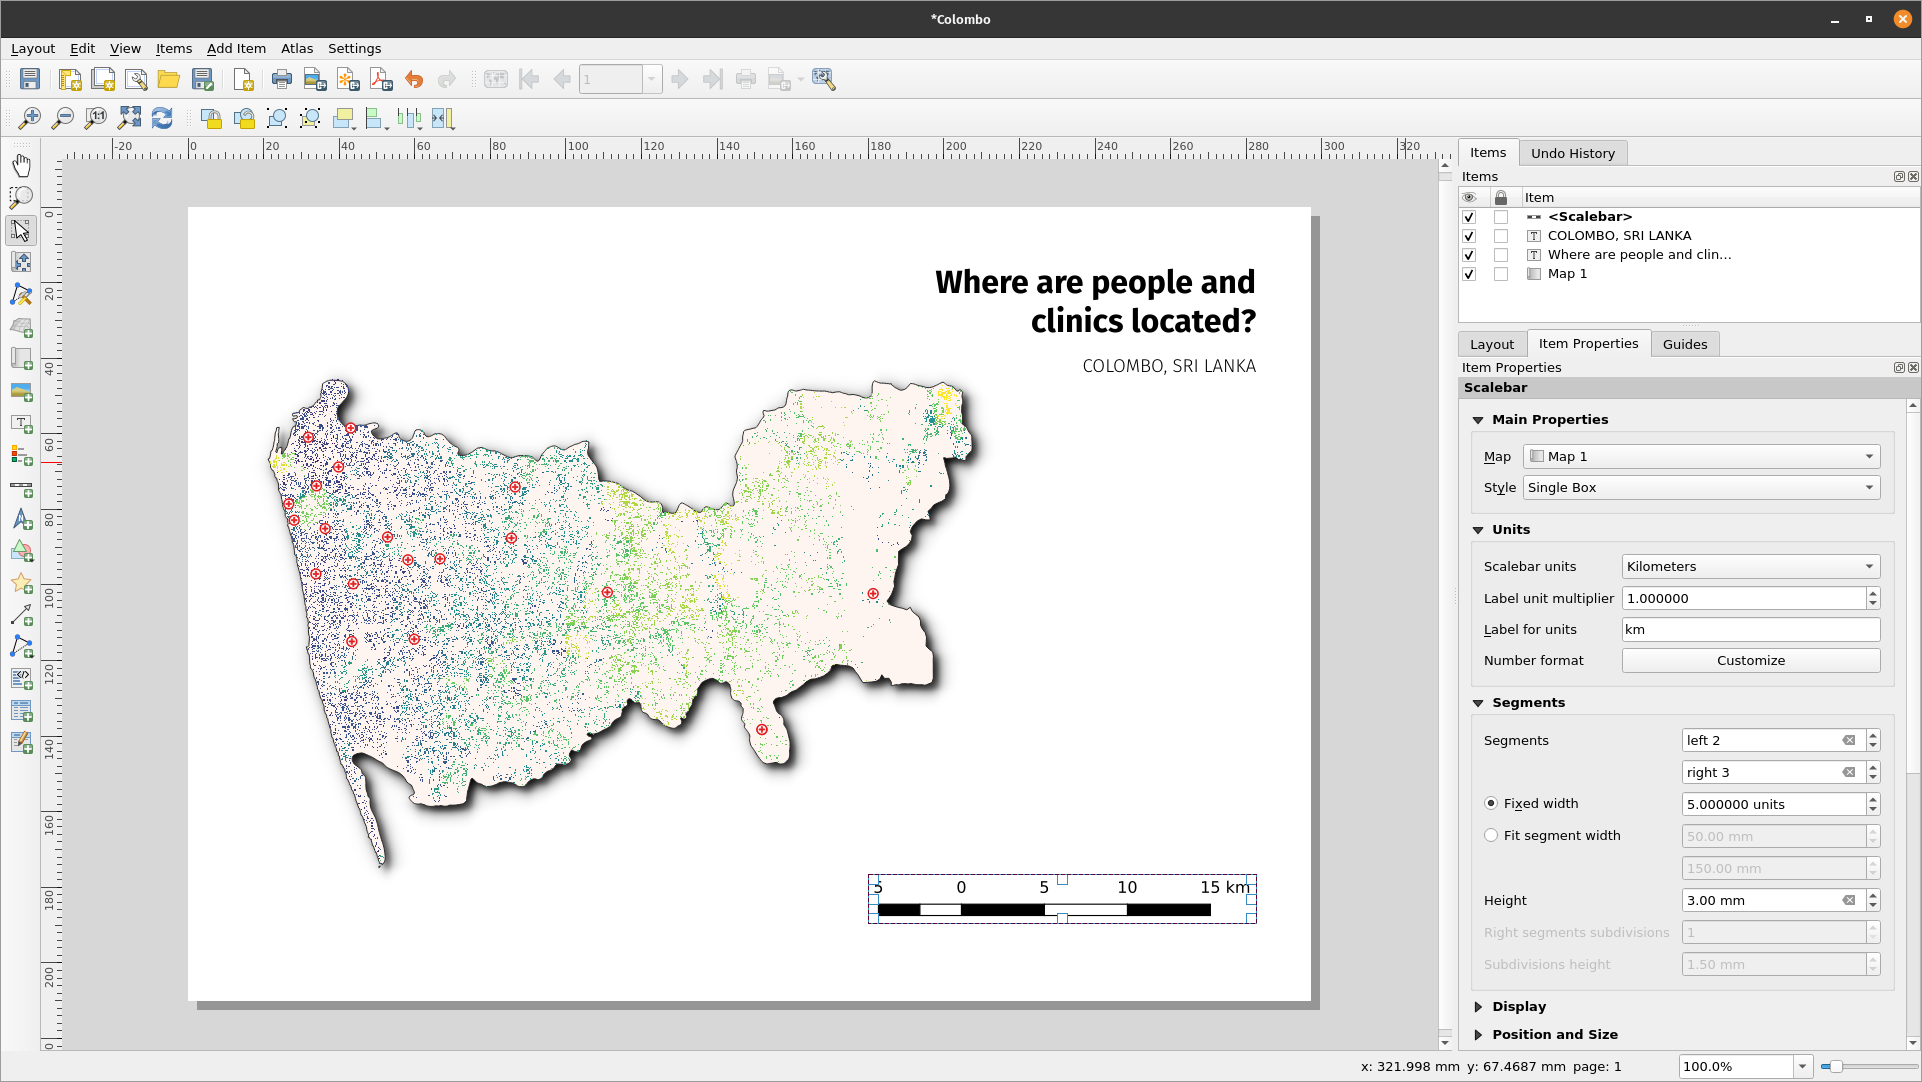 *Colombo
Layout Edit View Items Add Item Atlas Settings
1
1:1
-20 0 20 40 60 80 100 120 140 160 180 200 220 240 260 280 300 320
0
20
40
60
80
100
120
140
160
180
200
0
Where are people and
clinics located?
COLOMBO, SRI LANKA
5 0 5 10 15 km
Items Undo History
Items
Item
<Scalebar>
COLOMBO, SRI LANKA
Where are people and clin...
Map 1
Layout Item Properties Guides
Item Properties
Scalebar
Main Properties
Map Map 1
Style Single Box
Units
Scalebar units Kilometers
Label unit multiplier 1.000000
Label for units km
Number format Customize
Segments
Segments left 2
right 3
Fixed width 5.000000 units
Fit segment width 50.00 mm
150.00 mm
Height 3.00 mm
Right segments subdivisions 1
Subdivisions height 1.50 mm
Display
Position and Size
x: 321.998 mm y: 67.4687 mm page: 1 100.0%